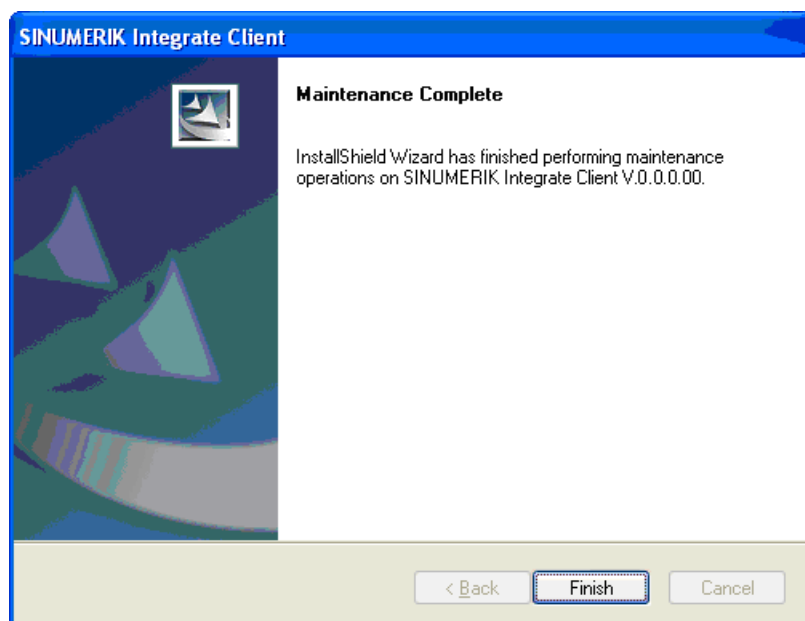 SINUMERIK Integrate Client
Maintenance Complete
InstallShield Wizard has finished performing maintenance
operations on SINUMERIK Integrate Client V.0.0.0.00.
< Back
Finish
Cancel